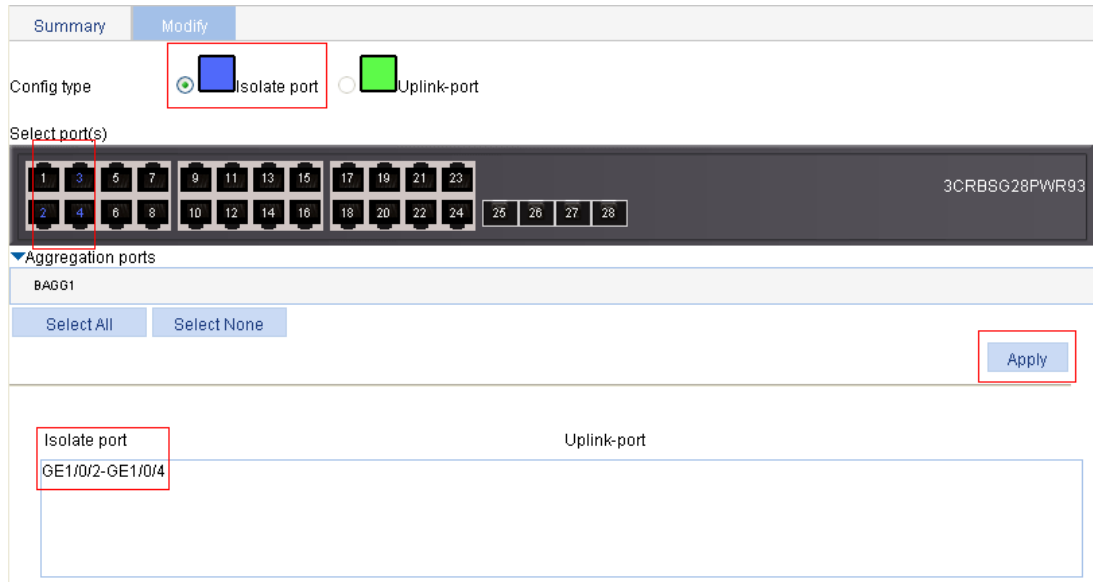 Summary Modify
Config type Isolate port Uplink-port
Select port(s)
1 3 5 7 9 11 13 15 17 19 21 23
3CRBSG28PWR93
2 4 6 8 10 12 14 16 18 20 22 24 25 26 27 28
Aggregation ports
BAGG1
Select All Select None
Apply
Isolate port Uplink-port
GE1/0/2-GE1/0/4